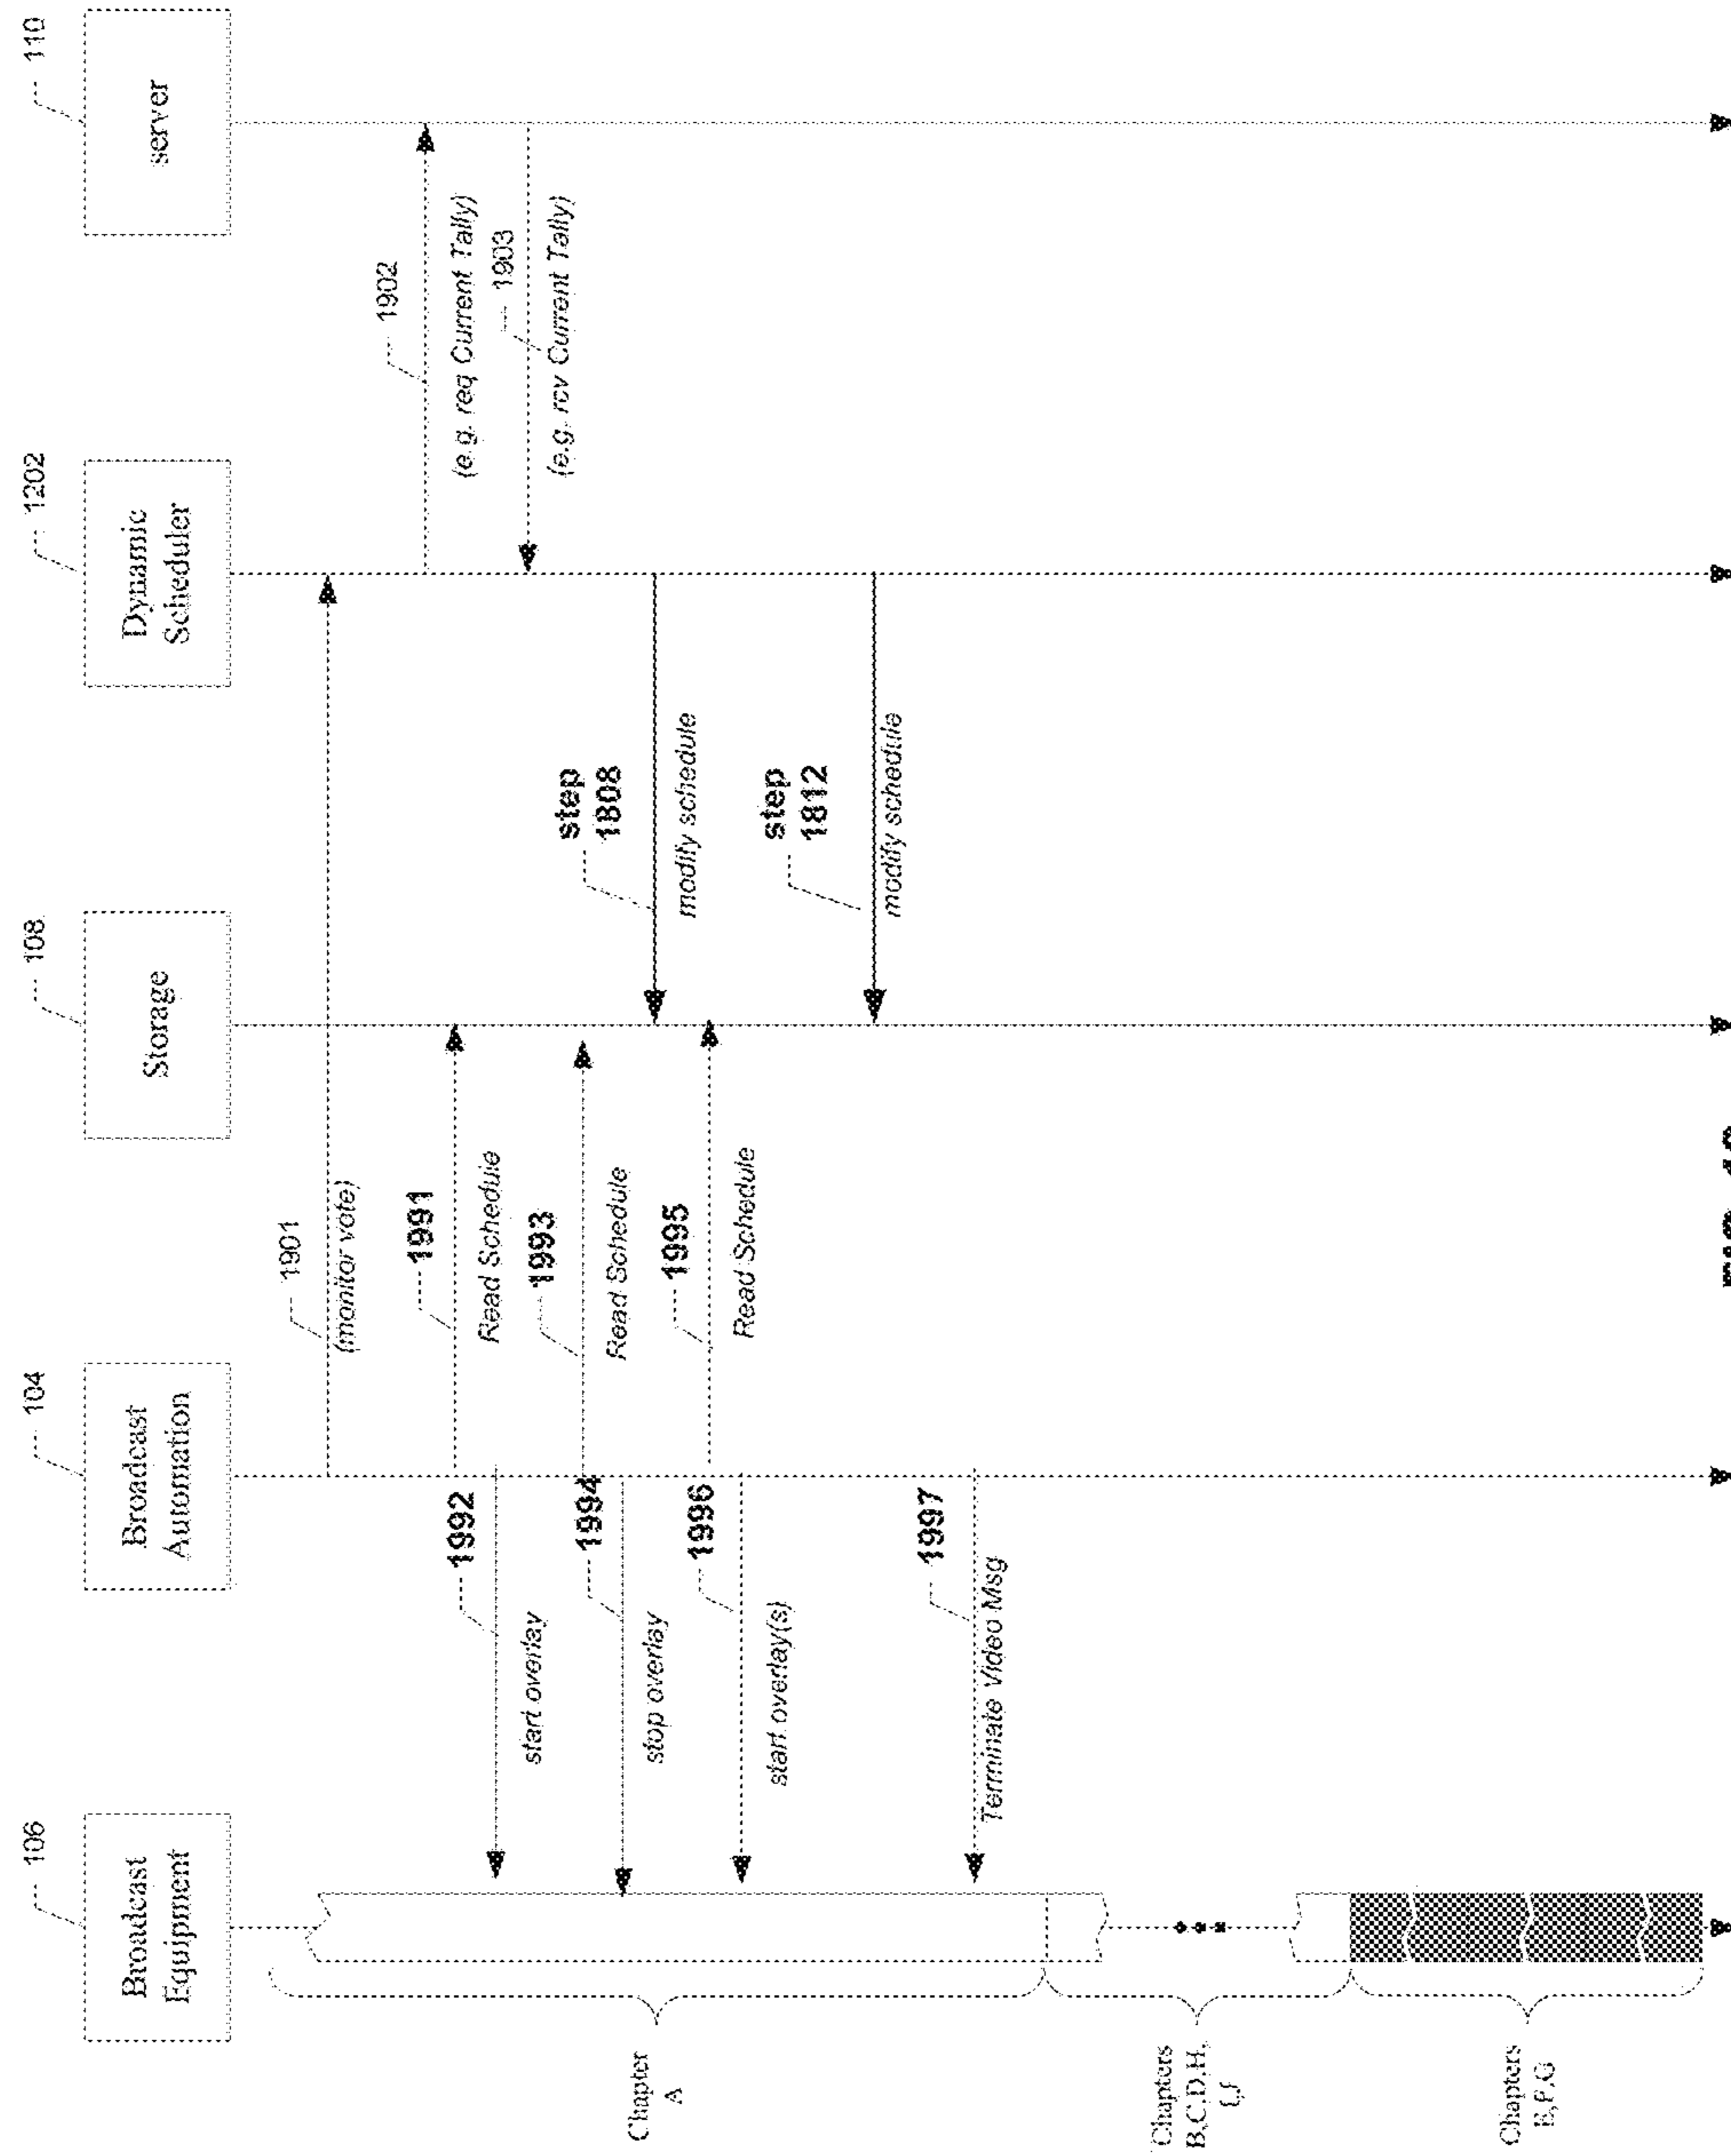 106
Broadcast
Equipment
104
Broadcast
Automation
108
Storage
1202
Dynamic
Scheduler
110
server
1901
(monitor vote)
1902
(e.g. req Current Tally)
1991
Read Schedule
1992
start overlay
1903
(e.g. rcv Current Tally)
1993
Read Schedule
1994
stop overlay
step
1808
modify schedule
1995
Read Schedule
1996
start overlay(s)
step
1812
modify schedule
1997
Terminate Video Msg
Chapter
A
Chapters
B,C,D,H,
I,J
Chapters
E,F,G